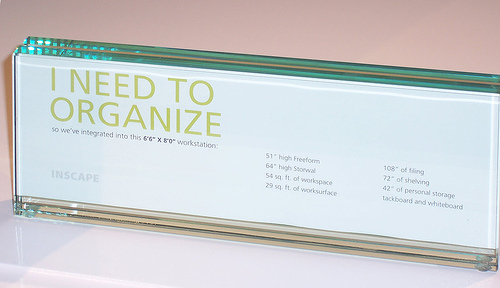 I NEED TO
ORGANIZE
so we've integrated into this 6'6" X 8'0" workstation:
51" high Freeform
64" high Storwal
54 sq. ft. of workspace
29 sq. ft. of worksurface
108" of filing
72" of shelving
42" of personal storage
tackboard and whiteboard
INSCAPE